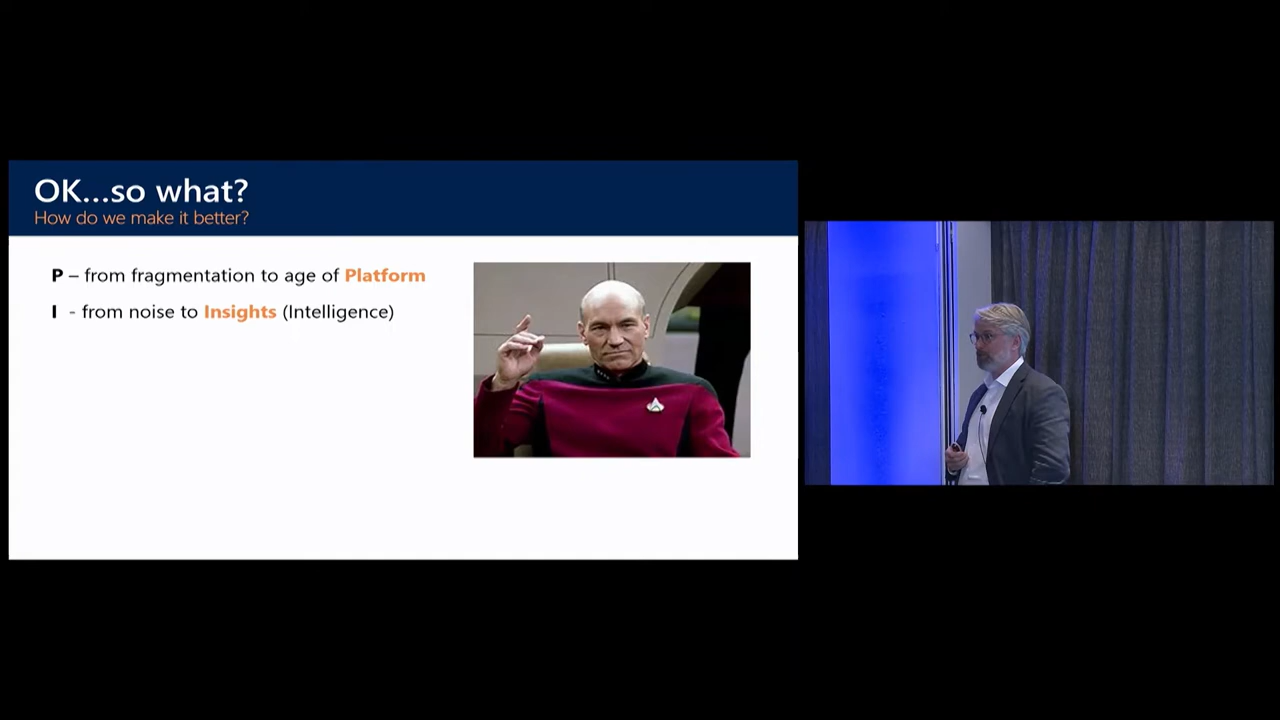 OK...so what?
How do we make it better?
P – from fragmentation to age of Platform
I - from noise to Insights (Intelligence)